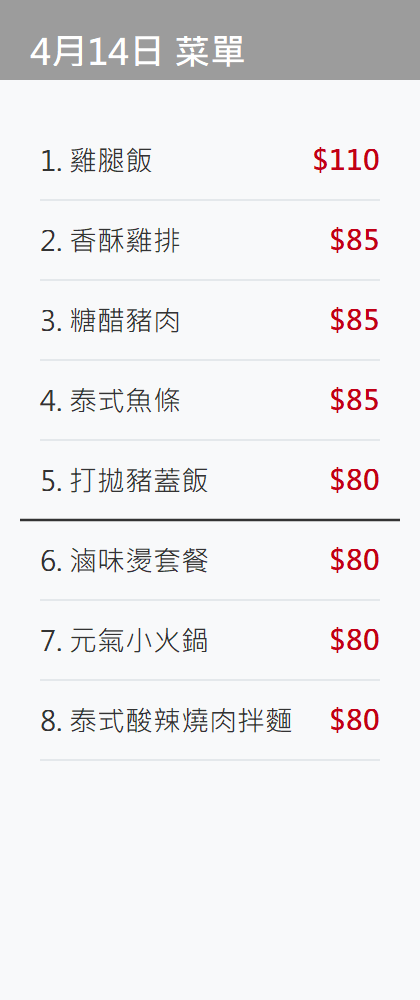 4月14日 菜單
1. 雞腿飯 $110
2. 香酥雞排 $85
3. 糖醋豬肉 $85
4. 泰式魚條 $85
5. 打拋豬蓋飯 $80
6. 滷味燙套餐 $80
7. 元氣小火鍋 $80
8. 泰式酸辣燒肉拌麵 $80